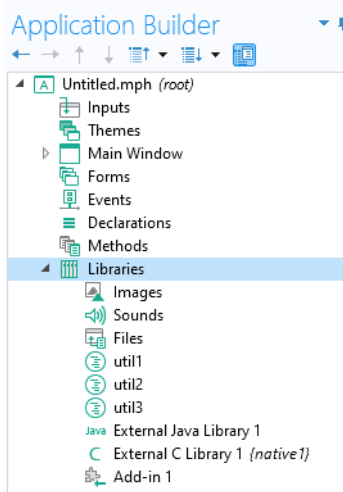 Application Builder
Untitled.mph (root)
Inputs
Themes
Main Window
Forms
Events
Declarations
Methods
Libraries
Images
Sounds
Files
util1
util2
util3
Java External Java Library 1
C External C Library 1 {native1}
Add-in 1